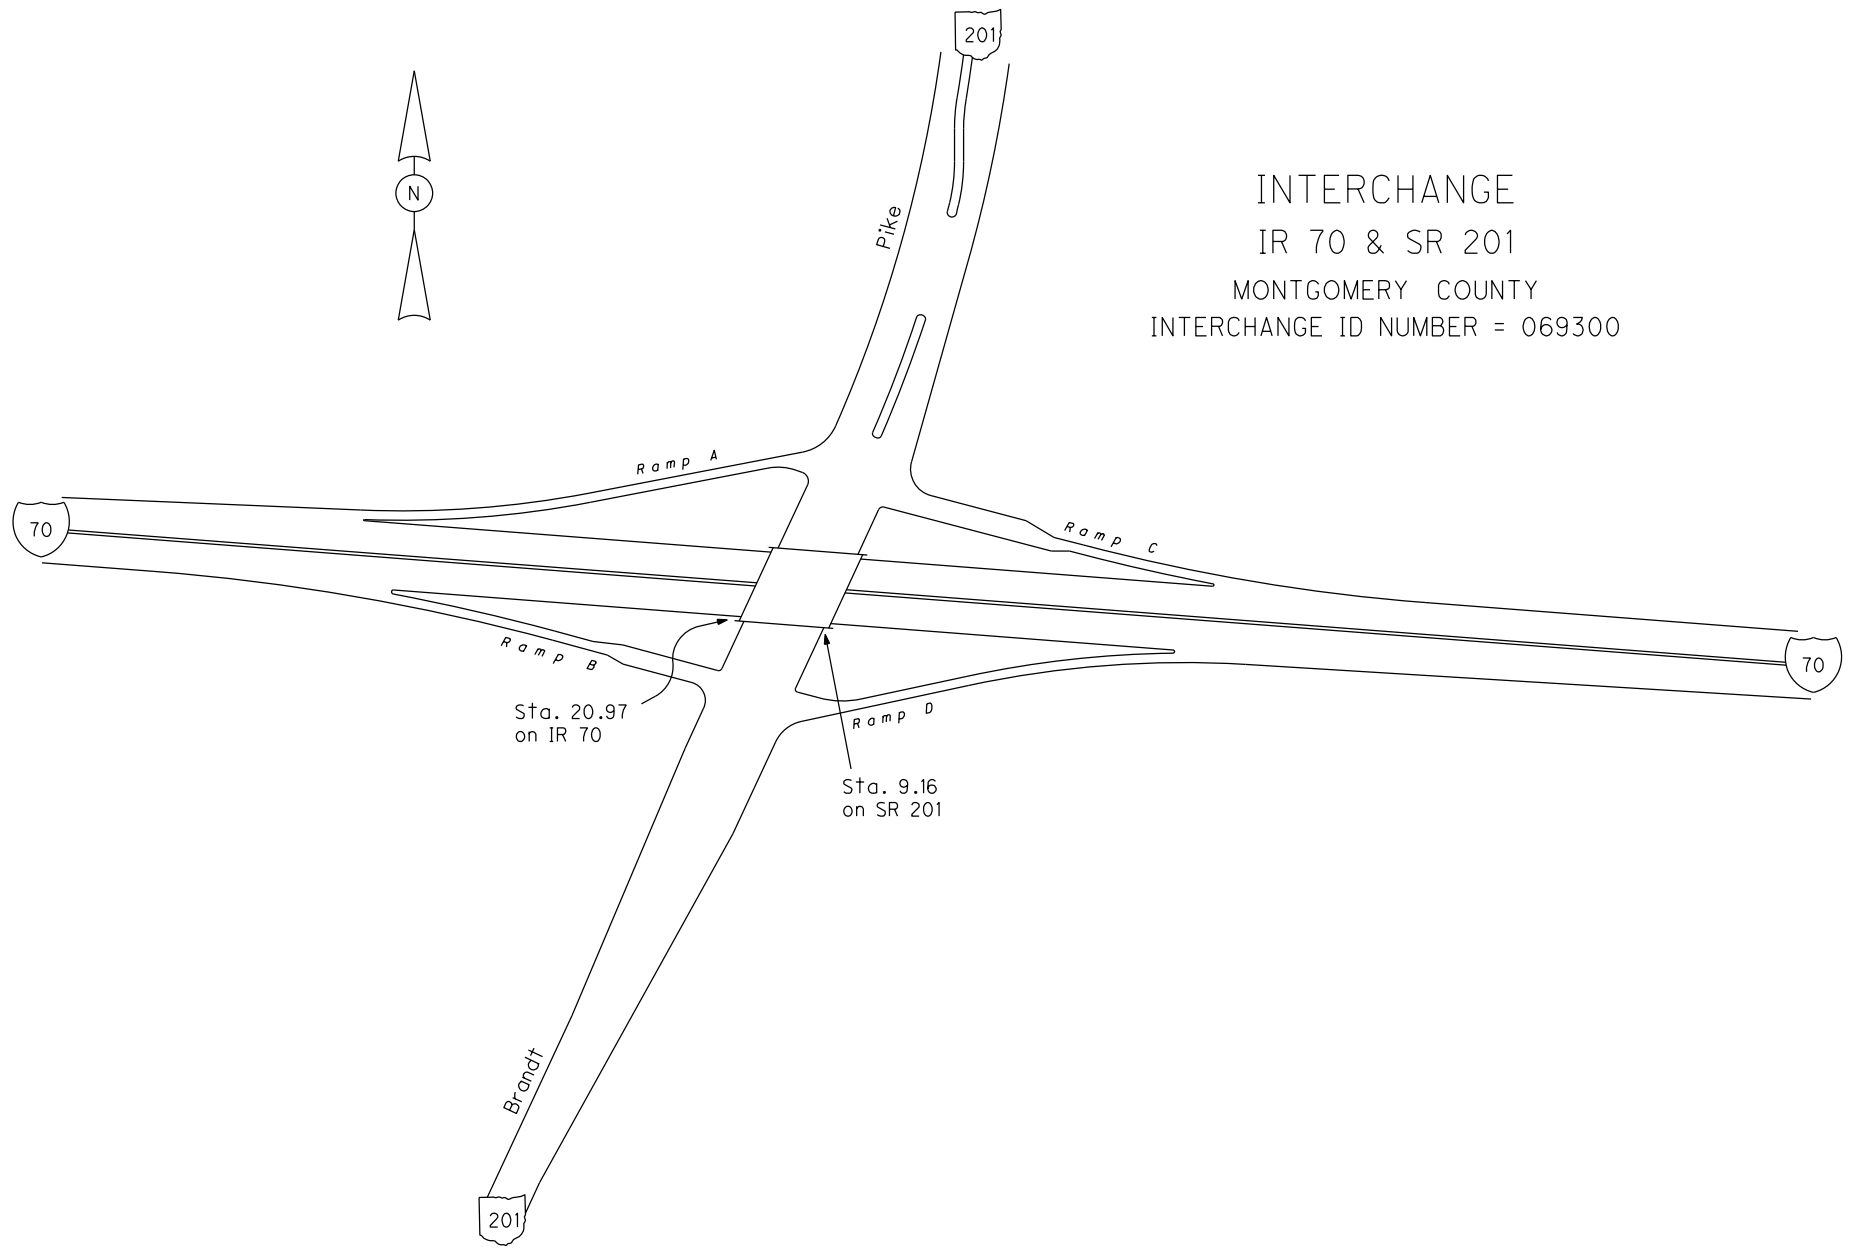 201
N
INTERCHANGE
IR 70 & SR 201
MONTGOMERY COUNTY
INTERCHANGE ID NUMBER = 069300
Pike
Ramp A
70
Ramp C
Ramp B
70
Sta. 20.97
on IR 70
Ramp D
Sta. 9.16
on SR 201
Brandt
201